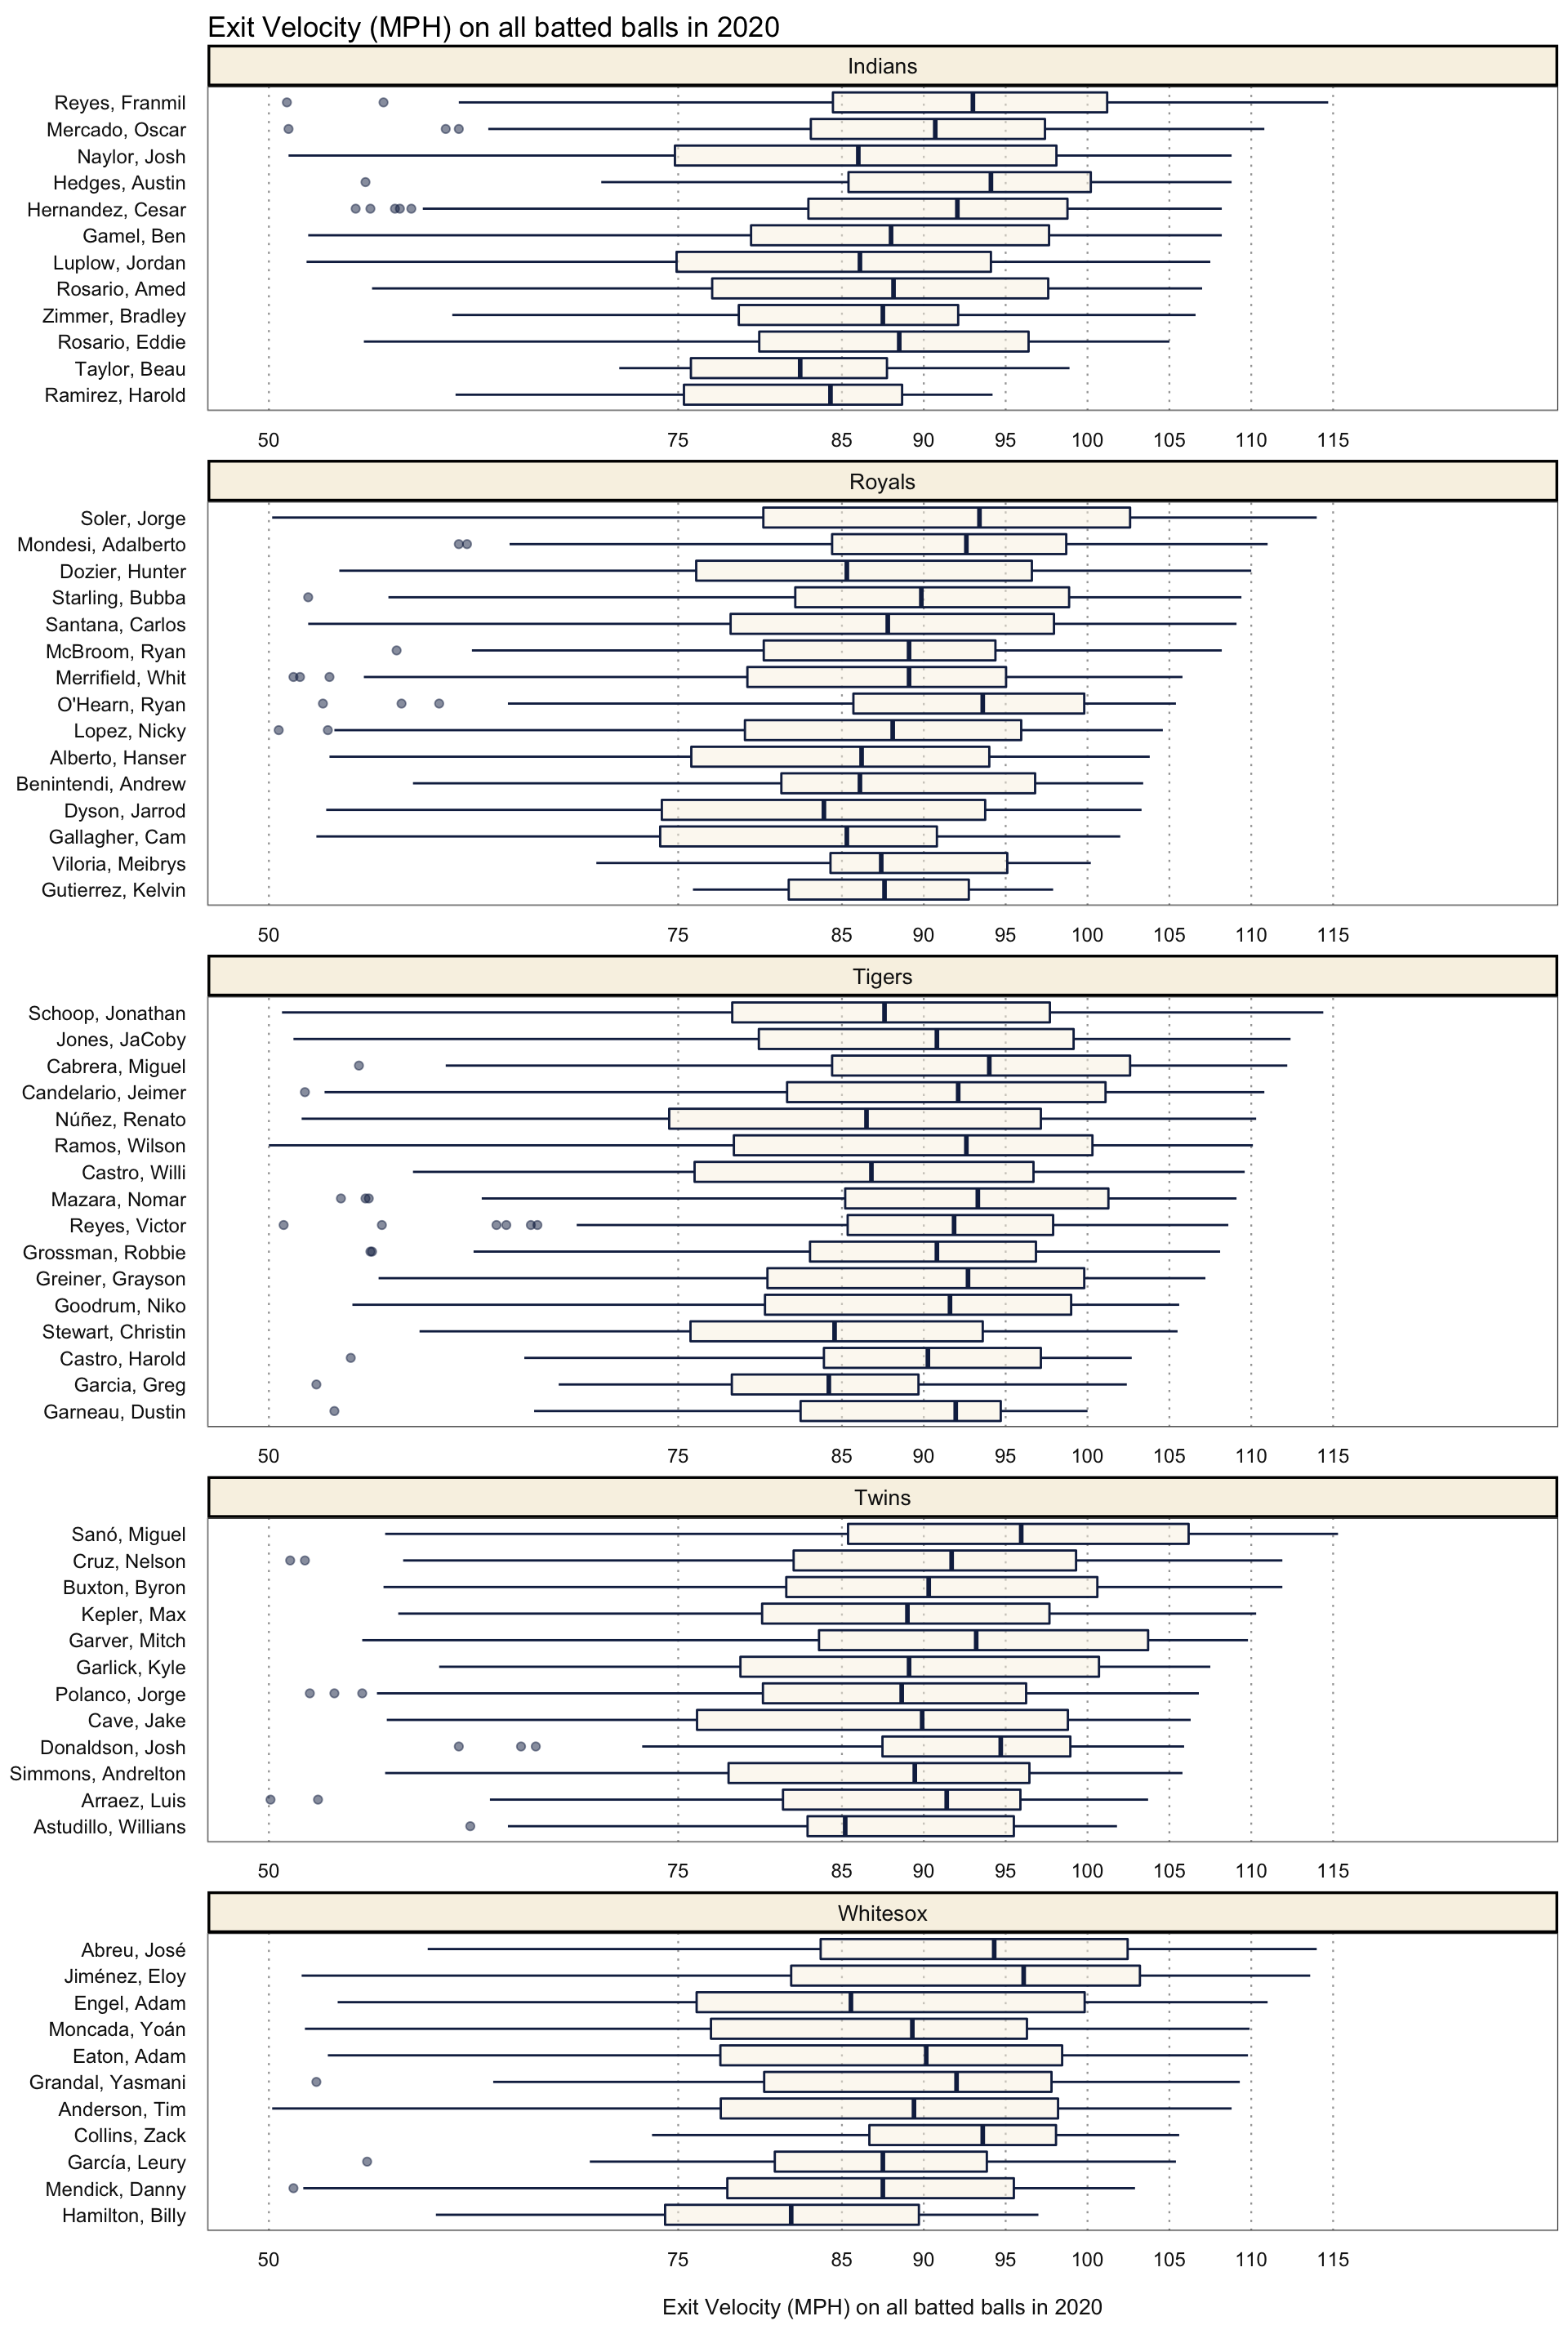 Exit Velocity (MPH) on all batted balls in 2020
Indians
Reyes, Franmil
Mercado, Oscar
Naylor, Josh
Hedges, Austin
Hernandez, Cesar
Gamel, Ben
Luplow, Jordan
Rosario, Amed
Zimmer, Bradley
Rosario, Eddie
Taylor, Beau
Ramirez, Harold
50 75 85 90 95 100 105 110 115
Royals
Soler, Jorge
Mondesi, Adalberto
Dozier, Hunter
Starling, Bubba
Santana, Carlos
McBroom, Ryan
Merrifield, Whit
O'Hearn, Ryan
Lopez, Nicky
Alberto, Hanser
Benintendi, Andrew
Dyson, Jarrod
Gallagher, Cam
Viloria, Meibrys
Gutierrez, Kelvin
50 75 85 90 95 100 105 110 115
Tigers
Schoop, Jonathan
Jones, JaCoby
Cabrera, Miguel
Candelario, Jeimer
Núñez, Renato
Ramos, Wilson
Castro, Willi
Mazara, Nomar
Reyes, Victor
Grossman, Robbie
Greiner, Grayson
Goodrum, Niko
Stewart, Christin
Castro, Harold
Garcia, Greg
Garneau, Dustin
50 75 85 90 95 100 105 110 115
Twins
Sanó, Miguel
Cruz, Nelson
Buxton, Byron
Kepler, Max
Garver, Mitch
Garlick, Kyle
Polanco, Jorge
Cave, Jake
Donaldson, Josh
Simmons, Andrelton
Arraez, Luis
Astudillo, Willians
50 75 85 90 95 100 105 110 115
Whitesox
Abreu, José
Jiménez, Eloy
Engel, Adam
Moncada, Yoán
Eaton, Adam
Grandal, Yasmani
Anderson, Tim
Collins, Zack
García, Leury
Mendick, Danny
Hamilton, Billy
50 75 85 90 95 100 105 110 115
Exit Velocity (MPH) on all batted balls in 2020